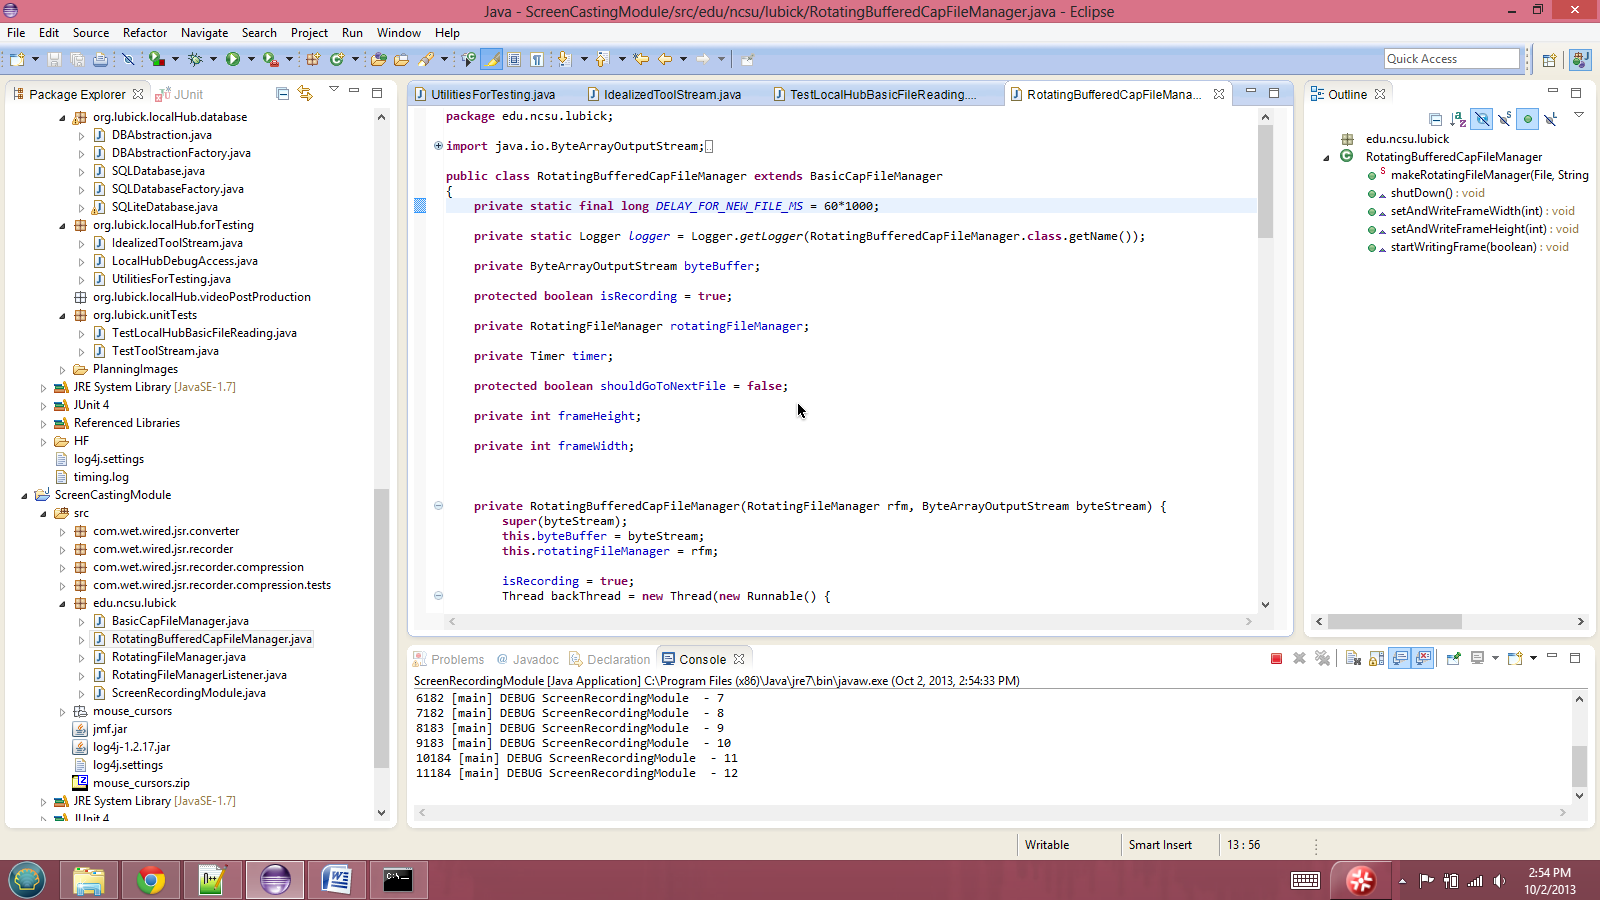 Java - ScreenCastingModule/src/edu/ncsu/lubick/RotatingBufferedCapFileManager.java - Eclipse
File Edit Source Refactor Navigate Search Project Run Window Help
Quick Access
Package Explorer JUnit
org.lubick.localHub.database
DBAbstraction.java
DBAbstractionFactory.java
SQLDatabase.java
SQLDatabaseFactory.java
SQLiteDatabase.java
org.lubick.localHub.forTesting
IdealizedToolStream.java
LocalHubDebugAccess.java
UtilitiesForTesting.java
org.lubick.localHub.videoPostProduction
org.lubick.unitTests
TestLocalHubBasicFileReading.java
TestToolStream.java
PlanningImages
JRE System Library [JavaSE-1.7]
JUnit 4
Referenced Libraries
HF
log4j.settings
timing.log
ScreenCastingModule
src
com.wet.wired.jsr.converter
com.wet.wired.jsr.recorder
com.wet.wired.jsr.recorder.compression
com.wet.wired.jsr.recorder.compression.tests
edu.ncsu.lubick
BasicCapFileManager.java
RotatingBufferedCapFileManager.java
RotatingFileManager.java
RotatingFileManagerListener.java
ScreenRecordingModule.java
mouse_cursors
jmf.jar
log4j-1.2.17.jar
log4j.settings
mouse_cursors.zip
JRE System Library [JavaSE-1.7]
JUnit 4
UtilitiesForTesting.java IdealizedToolStream.java TestLocalHubBasicFileReading.... RotatingBufferedCapFileMana...
package edu.ncsu.lubick;
import java.io.ByteArrayOutputStream;
public class RotatingBufferedCapFileManager extends BasicCapFileManager
{
private static final long DELAY_FOR_NEW_FILE_MS = 60*1000;
private static Logger logger = Logger.getLogger(RotatingBufferedCapFileManager.class.getName());
private ByteArrayOutputStream byteBuffer;
protected boolean isRecording = true;
private RotatingFileManager rotatingFileManager;
private Timer timer;
protected boolean shouldGoToNextFile = false;
private int frameHeight;
private int frameWidth;
private RotatingBufferedCapFileManager(RotatingFileManager rfm, ByteArrayOutputStream byteStream) {
super(byteStream);
this.byteBuffer = byteStream;
this.rotatingFileManager = rfm;
isRecording = true;
Thread backThread = new Thread(new Runnable() {
Outline
edu.ncsu.lubick
RotatingBufferedCapFileManager
makeRotatingFileManager(File, String
shutDown() : void
setAndWriteFrameWidth(int) : void
setAndWriteFrameHeight(int) : void
startWritingFrame(boolean) : void
Problems @ Javadoc Declaration Console
ScreenRecordingModule [Java Application] C:\Program Files (x86)\Java\jre7\bin\javaw.exe (Oct 2, 2013, 2:54:33 PM)
6182 [main] DEBUG ScreenRecordingModule - 7
7182 [main] DEBUG ScreenRecordingModule - 8
8183 [main] DEBUG ScreenRecordingModule - 9
9183 [main] DEBUG ScreenRecordingModule - 10
10184 [main] DEBUG ScreenRecordingModule - 11
11184 [main] DEBUG ScreenRecordingModule - 12
Writable Smart Insert 13 : 56
2:54 PM
10/2/2013